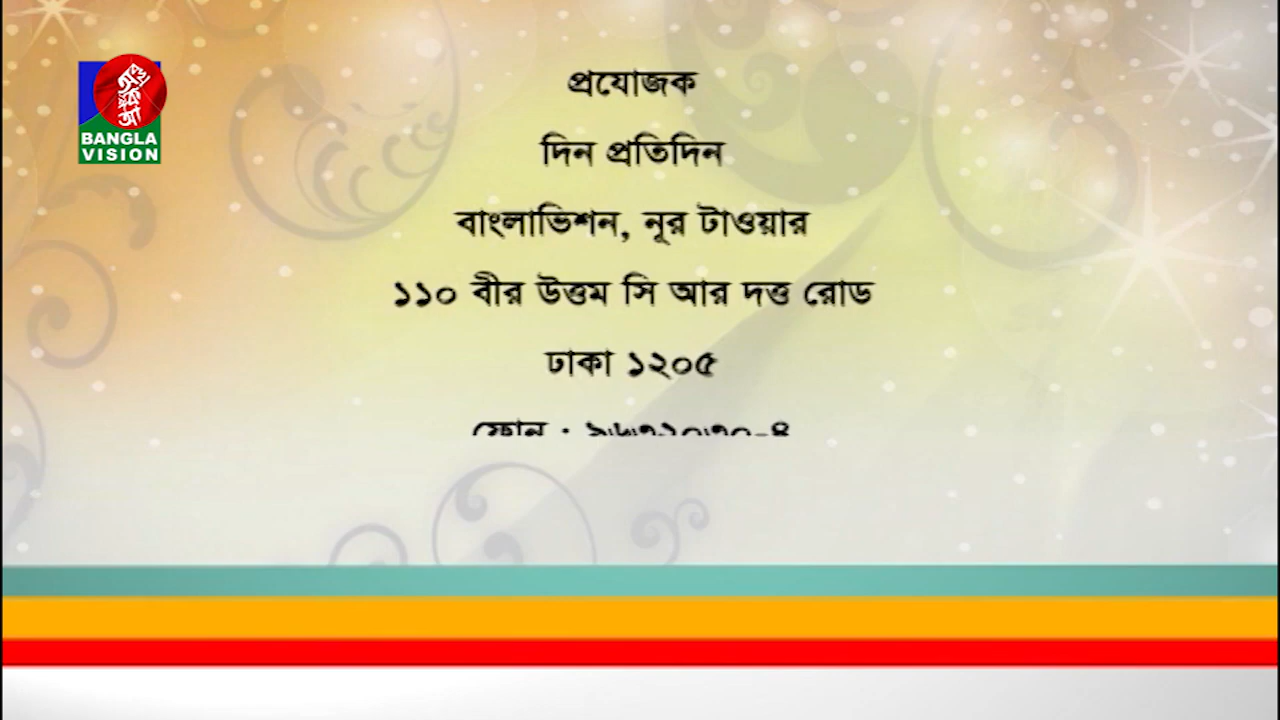 BANGLA
VISION
প্রযোজক
দিন প্রতিদিন
বাংলাভিশন, নূর টাওয়ার
১১০ বীর উত্তম সি আর দত্ত রোড
ঢাকা ১২০৫
ফোন :